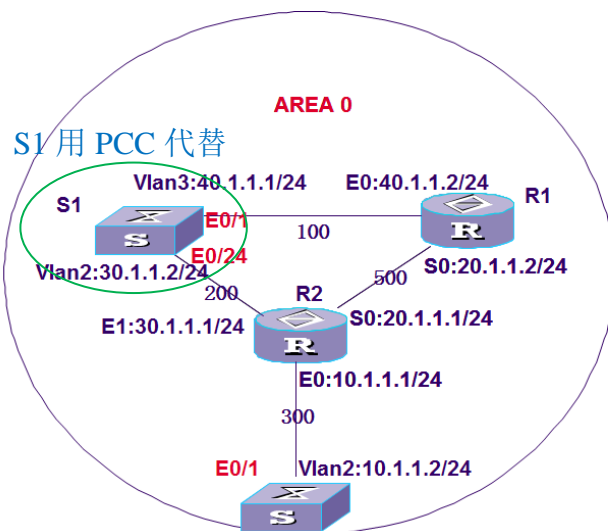 AREA 0
S1 用 PCC 代替
Vlan3:40.1.1.1/24
E0:40.1.1.2/24
S1
R1
E0/1
100
S
R
E0/24
S0:20.1.1.2/24
Vlan2:30.1.1.2/24
500
200
R2
E1:30.1.1.1/24
S0:20.1.1.1/24
R
E0:10.1.1.1/24
300
E0/1
Vlan2:10.1.1.2/24
S